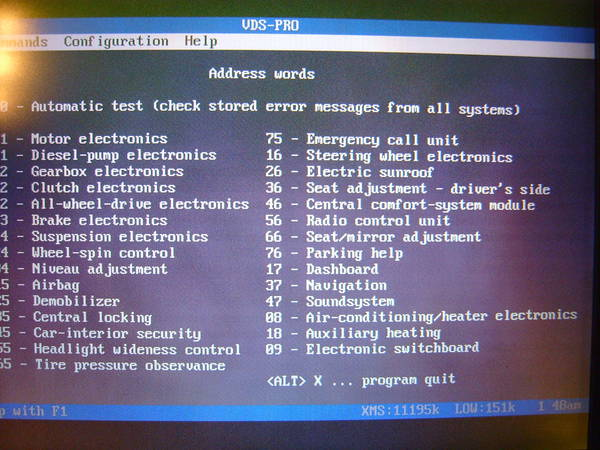 VDS-PRO
mmands Configuration Help
Address words
0 - Automatic test (check stored error messages from all systems)
1 - Motor electronics
1 - Diesel-pump electronics
2 - Gearbox electronics
2 - Clutch electronics
2 - All-wheel-drive electronics
3 - Brake electronics
4 - Suspension electronics
4 - Wheel-spin control
4 - Niveau adjustment
5 - Airbag
5 - Demobilizer
5 - Central locking
5 - Car-interior security
55 - Headlight wideness control
65 - Tire pressure observance
75 - Emergency call unit
16 - Steering wheel electronics
26 - Electric sunroof
36 - Seat adjustment - driver's side
46 - Central comfort-system module
56 - Radio control unit
66 - Seat/mirror adjustment
76 - Parking help
17 - Dashboard
37 - Navigation
47 - Soundsystem
08 - Air-conditioning/heater electronics
18 - Auxiliary heating
09 - Electronic switchboard
<ALT> X ... program quit
p with F1 XMS:11195k LOW:151k 1 48am